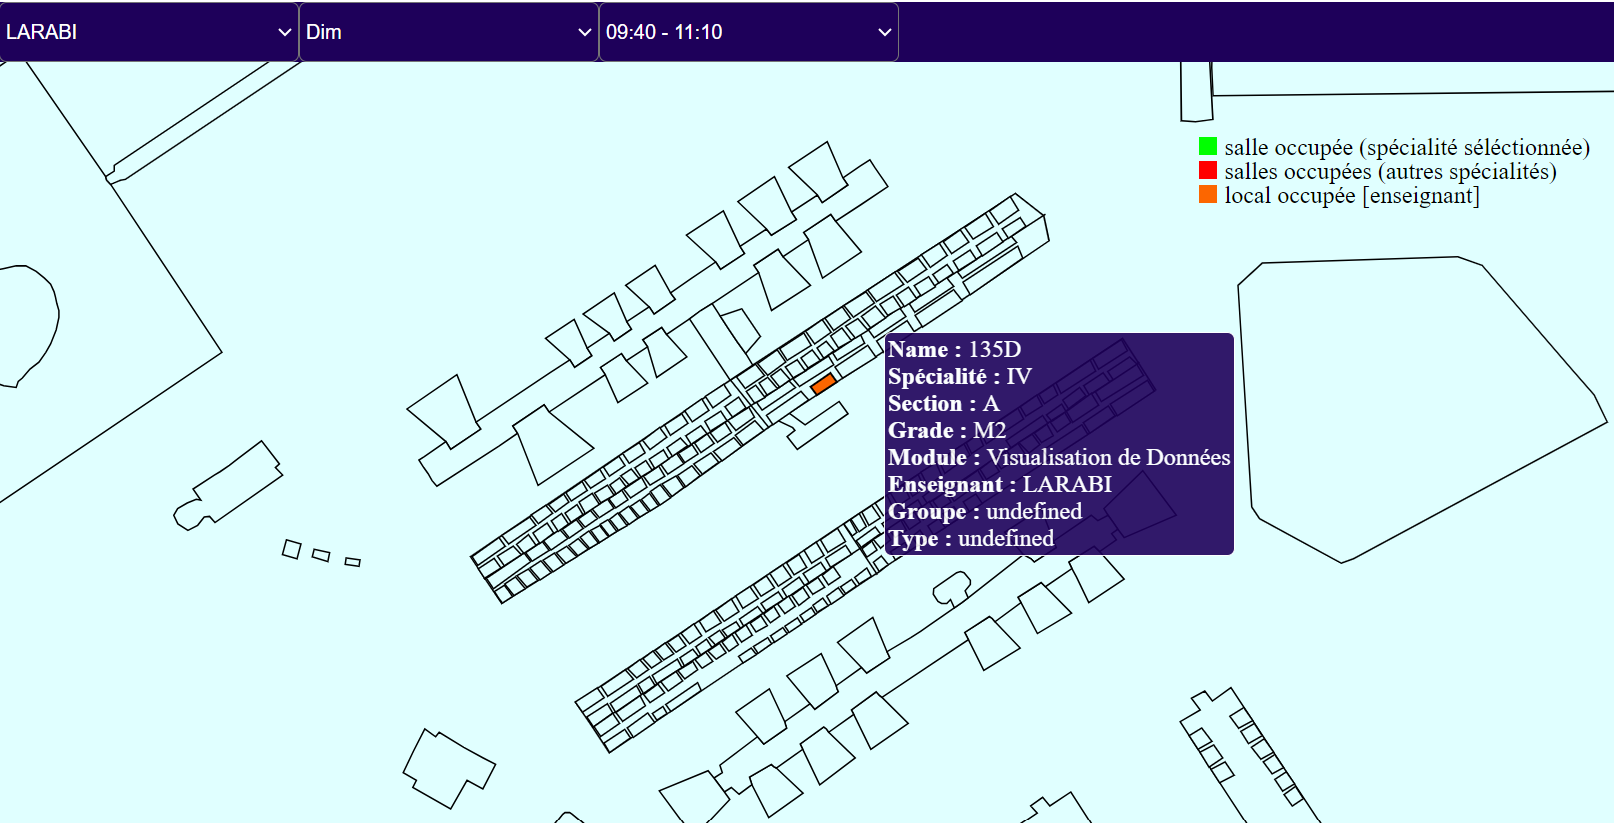 LARABI Dim 09:40 - 11:10
salle occupée (spécialité séléctionnée)
salles occupées (autres spécialités)
local occupée [enseignant]
Name : 135D
Spécialité : IV
Section : A
Grade : M2
Module : Visualisation de Données
Enseignant : LARABI
Groupe : undefined
Type : undefined